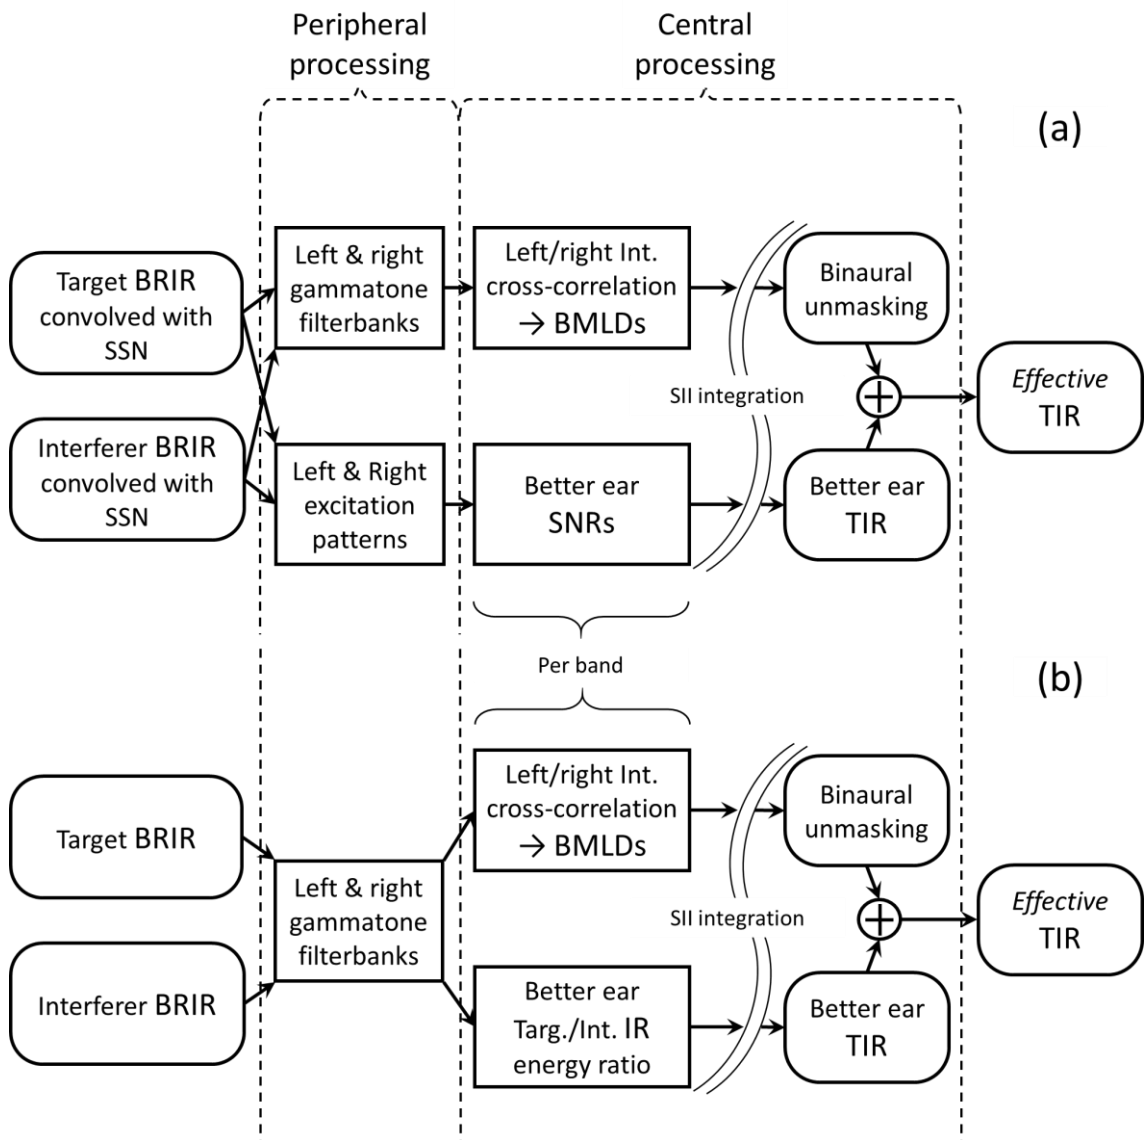 Peripheral
processing
Central
processing
(a)
Target BRIR
convolved with
SSN
Interferer BRIR
convolved with
SSN
Left & right
gammatone
filterbanks
Left & Right
excitation
patterns
Left/right Int.
cross-correlation
→ BMLDs
Better ear
SNRs
SII integration
Binaural
unmasking
Better ear
TIR
Effective
TIR
Per band
(b)
Target BRIR
Interferer BRIR
Left & right
gammatone
filterbanks
Left/right Int.
cross-correlation
→ BMLDs
Better ear
Targ./Int. IR
energy ratio
SII integration
Binaural
unmasking
Better ear
TIR
Effective
TIR